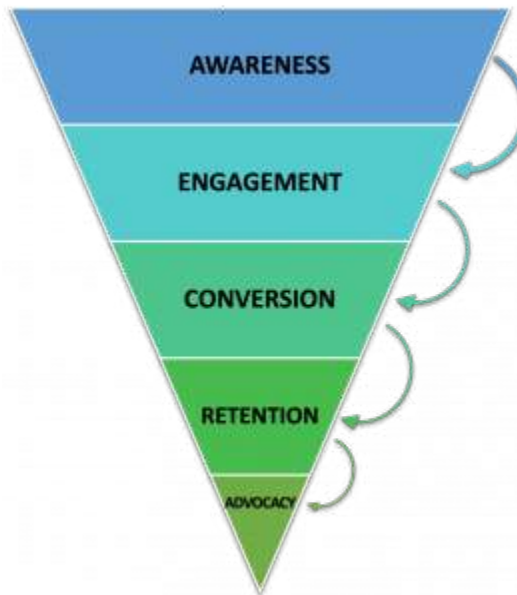 AWARENESS
ENGAGEMENT
CONVERSION
RETENTION
ADVOCACY